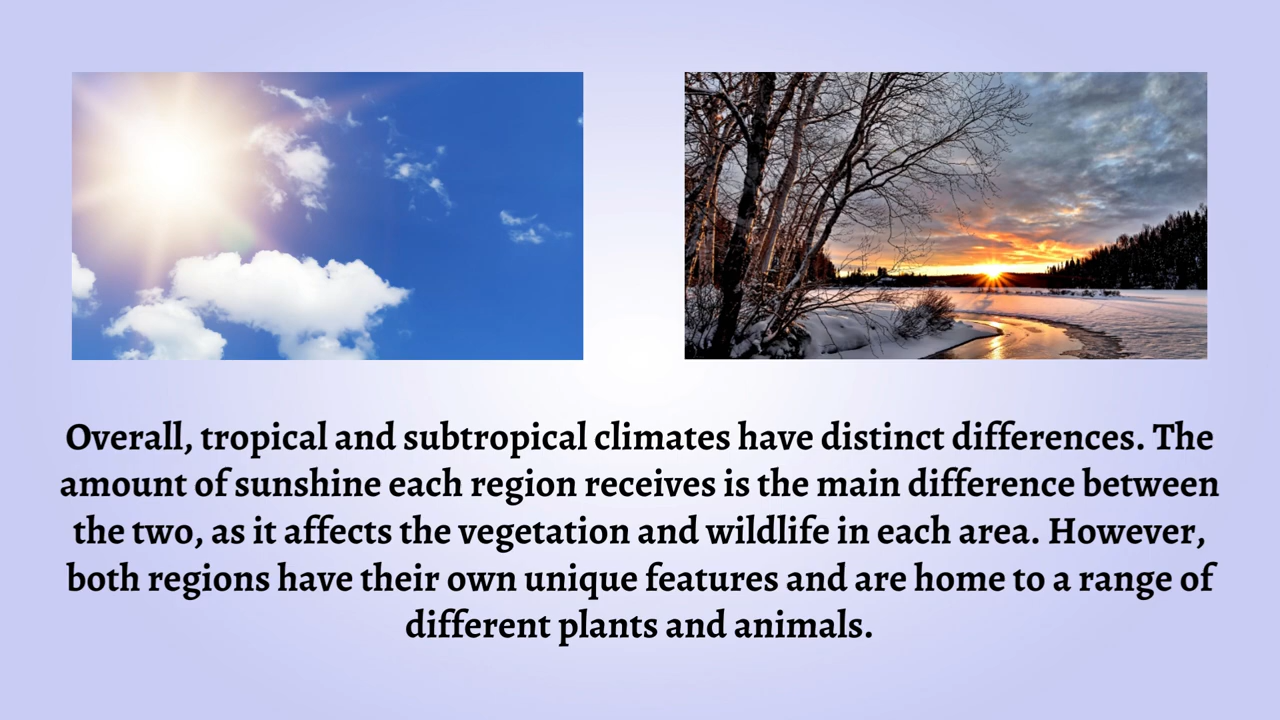 Overall, tropical and subtropical climates have distinct differences. The
amount of sunshine each region receives is the main difference between
the two, as it affects the vegetation and wildlife in each area. However,
both regions have their own unique features and are home to a range of
different plants and animals.